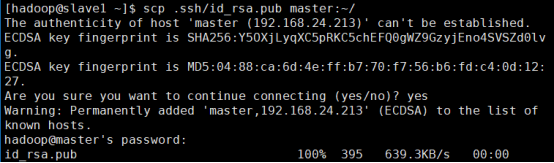 [hadoop@slave1 ~]$ scp .ssh/id_rsa.pub master:~/
The authenticity of host 'master (192.168.24.213)' can't be established.
ECDSA key fingerprint is SHA256:Y5OXjLyqXC5pRKC5chEFQ0gWZ9GzyjEno4SVSZd0lv
g.
ECDSA key fingerprint is MD5:04:88:ca:6d:4e:ff:b7:70:f7:56:b6:fd:c4:0d:12:
27.
Are you sure you want to continue connecting (yes/no)? yes
Warning: Permanently added 'master,192.168.24.213' (ECDSA) to the list of
known hosts.
hadoop@master's password:
id_rsa.pub 100% 395 639.3KB/s 00:00